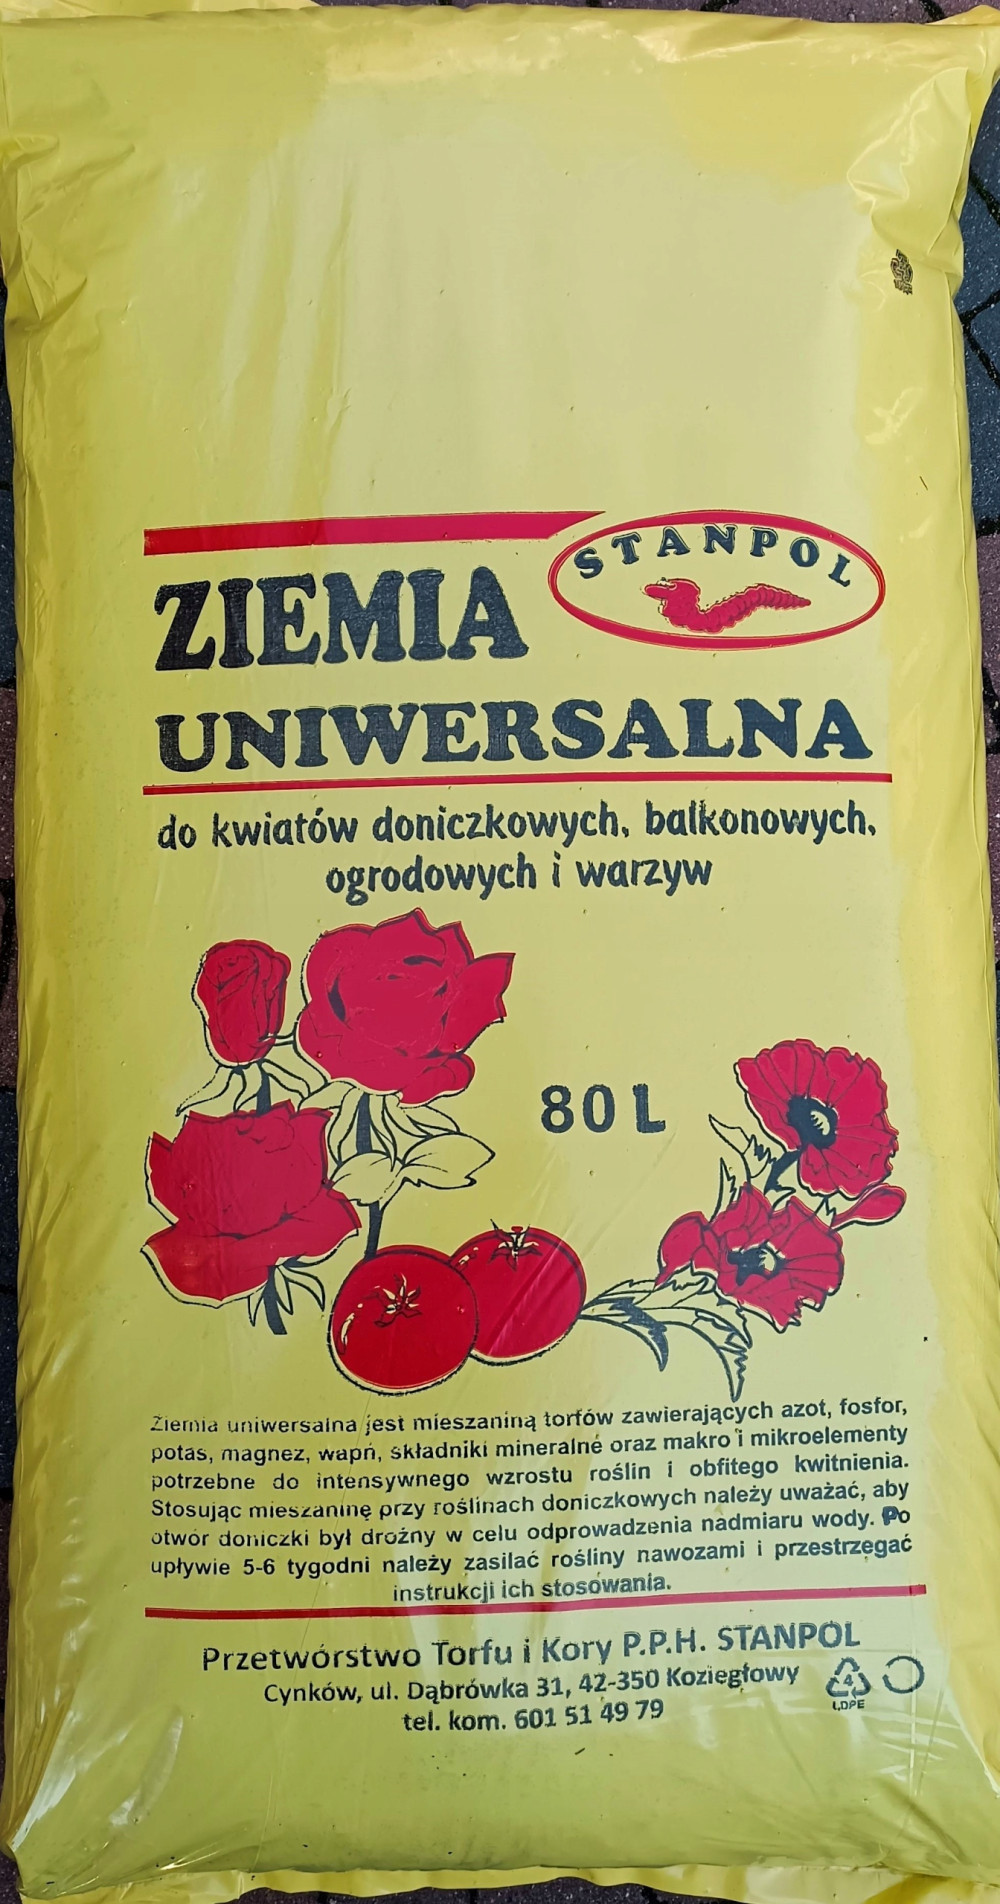 STANPOL
ZIEMIA
UNIWERSALNA
do kwiatów doniczkowych, balkonowych,
ogrodowych i warzyw
80 L
Ziemia uniwersalna jest mieszaniną torfów zawierających azot, fosfor,
potas, magnez, wapń, składniki mineralne oraz makro i mikroelementy
potrzebne do intensywnego wzrostu roślin i obfitego kwitnienia.
Stosując mieszaninę przy roślinach doniczkowych należy uważać, aby
otwór doniczki był drożny w celu odprowadzenia nadmiaru wody. Po
upływie 5-6 tygodni należy zasilać rośliny nawozami i przestrzegać
instrukcji ich stosowania.
Przetwórstwo Torfu i Kory P.P.H. STANPOL
Cynków, ul. Dąbrówka 31, 42-350 Koziegłowy
tel. kom. 601 51 49 79
4
LDPE